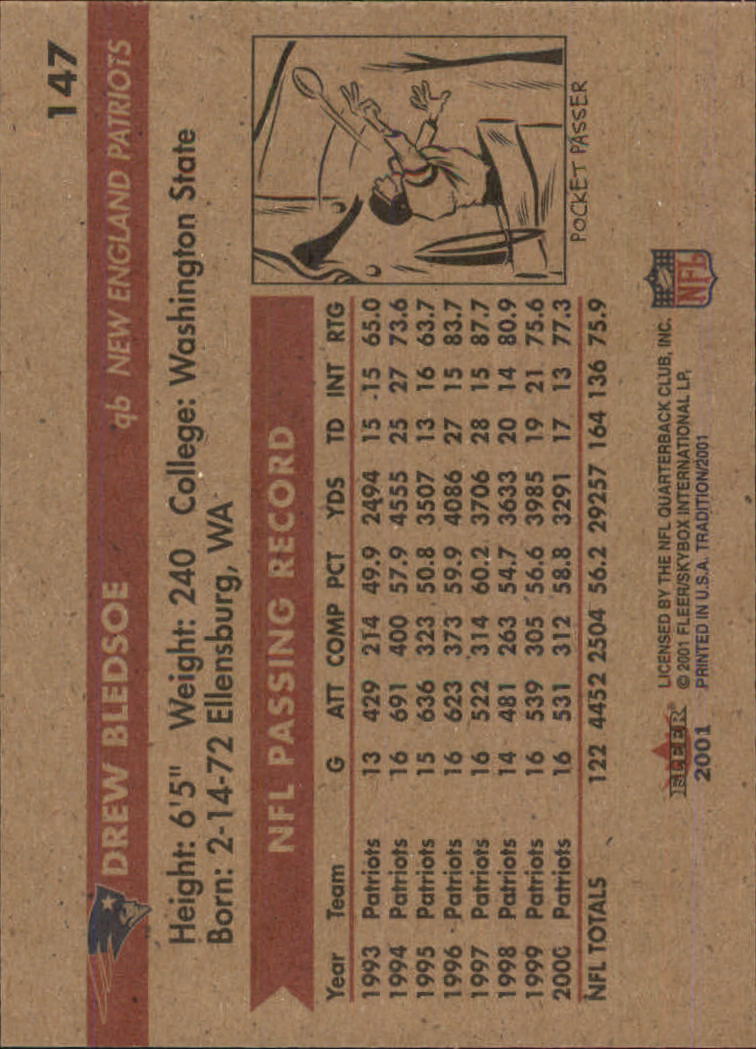 147
DREW BLEDSOE qb NEW ENGLAND PATRIOTS
Height: 6'5" Weight: 240 College: Washington State
Born: 2-14-72 Ellensburg, WA
NFL PASSING RECORD
Year Team G ATT COMP PCT YDS TD INT RTG
1993 Patriots 13 429 214 49.9 2494 15 15 65.0
1994 Patriots 16 691 400 57.9 4555 25 27 73.6
1995 Patriots 15 636 323 50.8 3507 13 16 63.7
1996 Patriots 16 623 373 59.9 4086 27 15 83.7
1997 Patriots 16 522 314 60.2 3706 28 15 87.7
1998 Patriots 14 481 263 54.7 3633 20 14 80.9
1999 Patriots 16 539 305 56.6 3985 19 21 75.6
2000 Patriots 16 531 312 58.8 3291 17 13 77.3
NFL TOTALS 122 4452 2504 56.2 29257 164 136 75.9
POCKET PASSER
FLEER®
2001
LICENSED BY THE NFL QUARTERBACK CLUB, INC.
© 2001 FLEER/SKYBOX INTERNATIONAL LP,
PRINTED IN U.S.A. TRADITION/2001
NFL